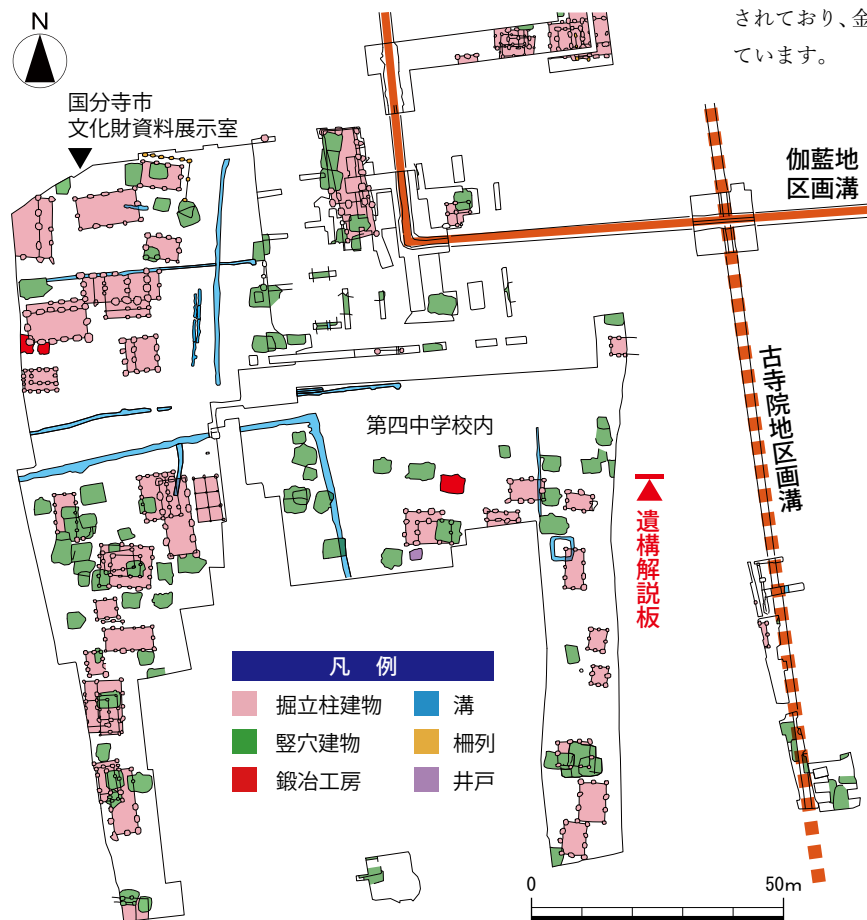 されており、金
ています。
N
国分寺市
文化財資料展示室
伽藍地
区画溝
古寺院地区画溝
第四中学校内
遺構解説板
凡 例
掘立柱建物
溝
竪穴建物
柵列
鍛冶工房
井戸
0
50m